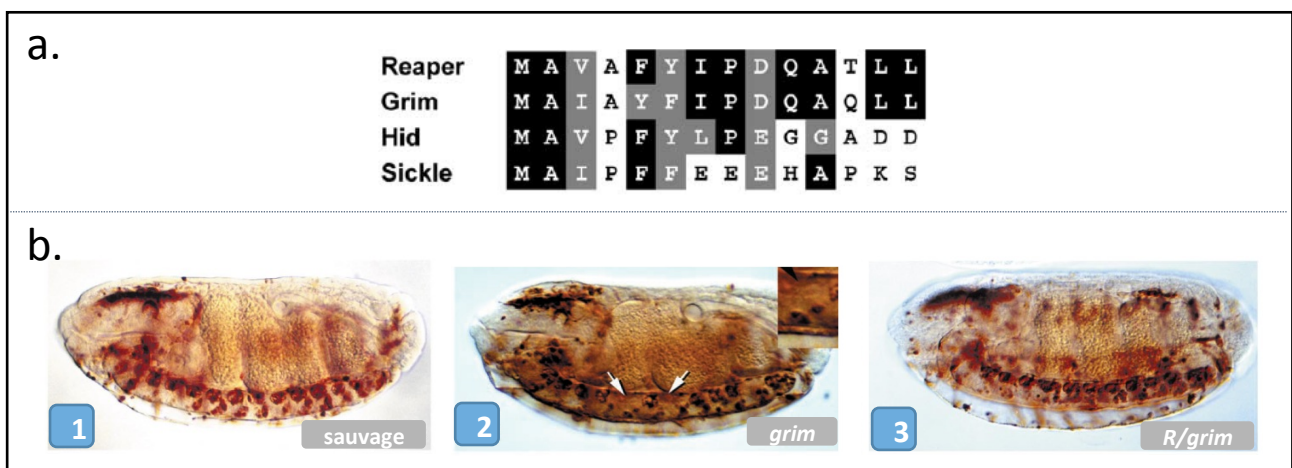 a.
Reaper M A V A F Y I P D Q A T L L
Grim M A I A Y F I P D Q A Q L L
Hid M A V P F Y L P E G G A D D
Sickle M A I P F F E E E H A P K S
b.
1 sauvage 2 grim 3 R/grim